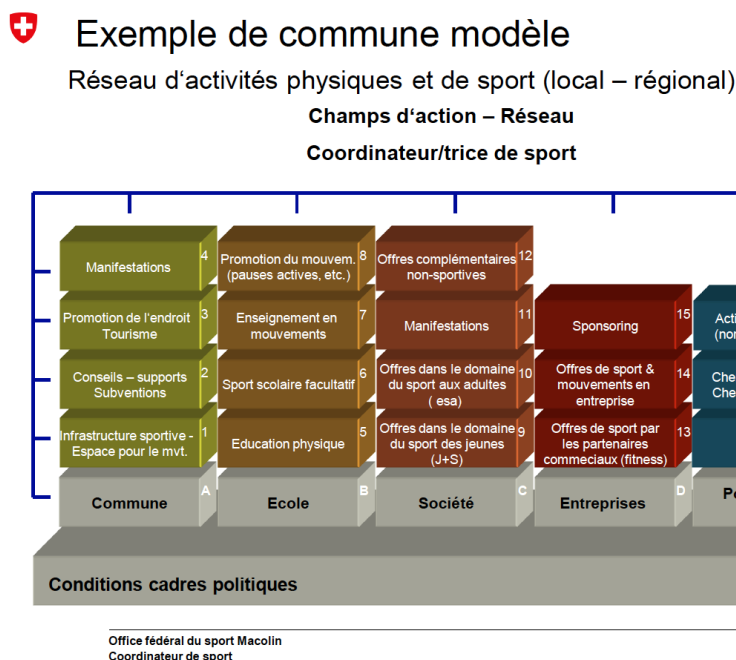 Exemple de commune modèle
Réseau d‘activités physiques et de sport (local – régional)
Champs d‘action – Réseau
Coordinateur/trice de sport
Manifestations
4
Promotion du mouvem.
(pauses actives, etc.)
8
Offres complémentaires
non-sportives
12
Promotion de l'endroit
Tourisme
3
Enseignement en
mouvements
7
Manifestations
11
Sponsoring
15
Conseils – supports
Subventions
2
Sport scolaire facultatif
6
Offres dans le domaine
du sport aux adultes
( esa)
10
Offres de sport &
mouvements en
entreprise
14
Infrastructure sportive -
Espace pour le mvt.
1
Education physique
5
Offres dans le domaine
du sport des jeunes
(J+S)
9
Offres de sport par
les partenaires
commeciaux (fitness)
13
Commune
A
Ecole
B
Société
C
Entreprises
D
Conditions cadres politiques
Office fédéral du sport Macolin
Coordinateur de sport